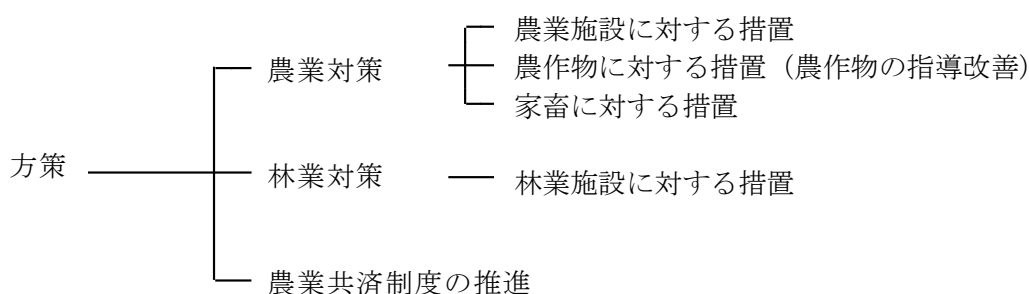 農業施設に対する措置
農業対策
農作物に対する措置（農作物の指導改善）
家畜に対する措置
方策
林業対策
林業施設に対する措置
農業共済制度の推進